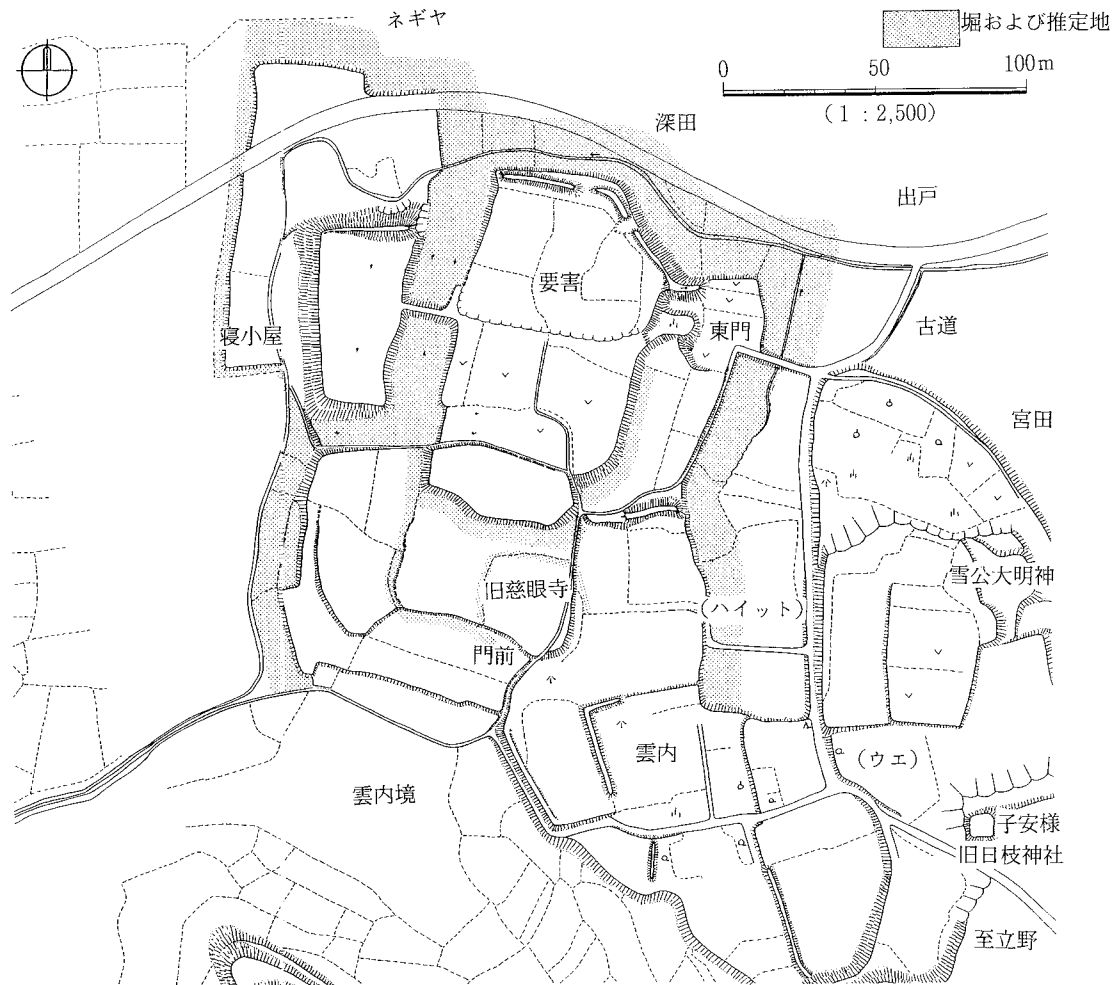 ネギヤ
堀および推定地
0 50 100m
(1:2,500)
深田
出戸
要害
東門
古道
寝小屋
宮田
雪公大明神
旧慈眼寺
(ハイット)
門前
雲内
(ウエ)
雲内境
子安様
旧日枝神社
至立野